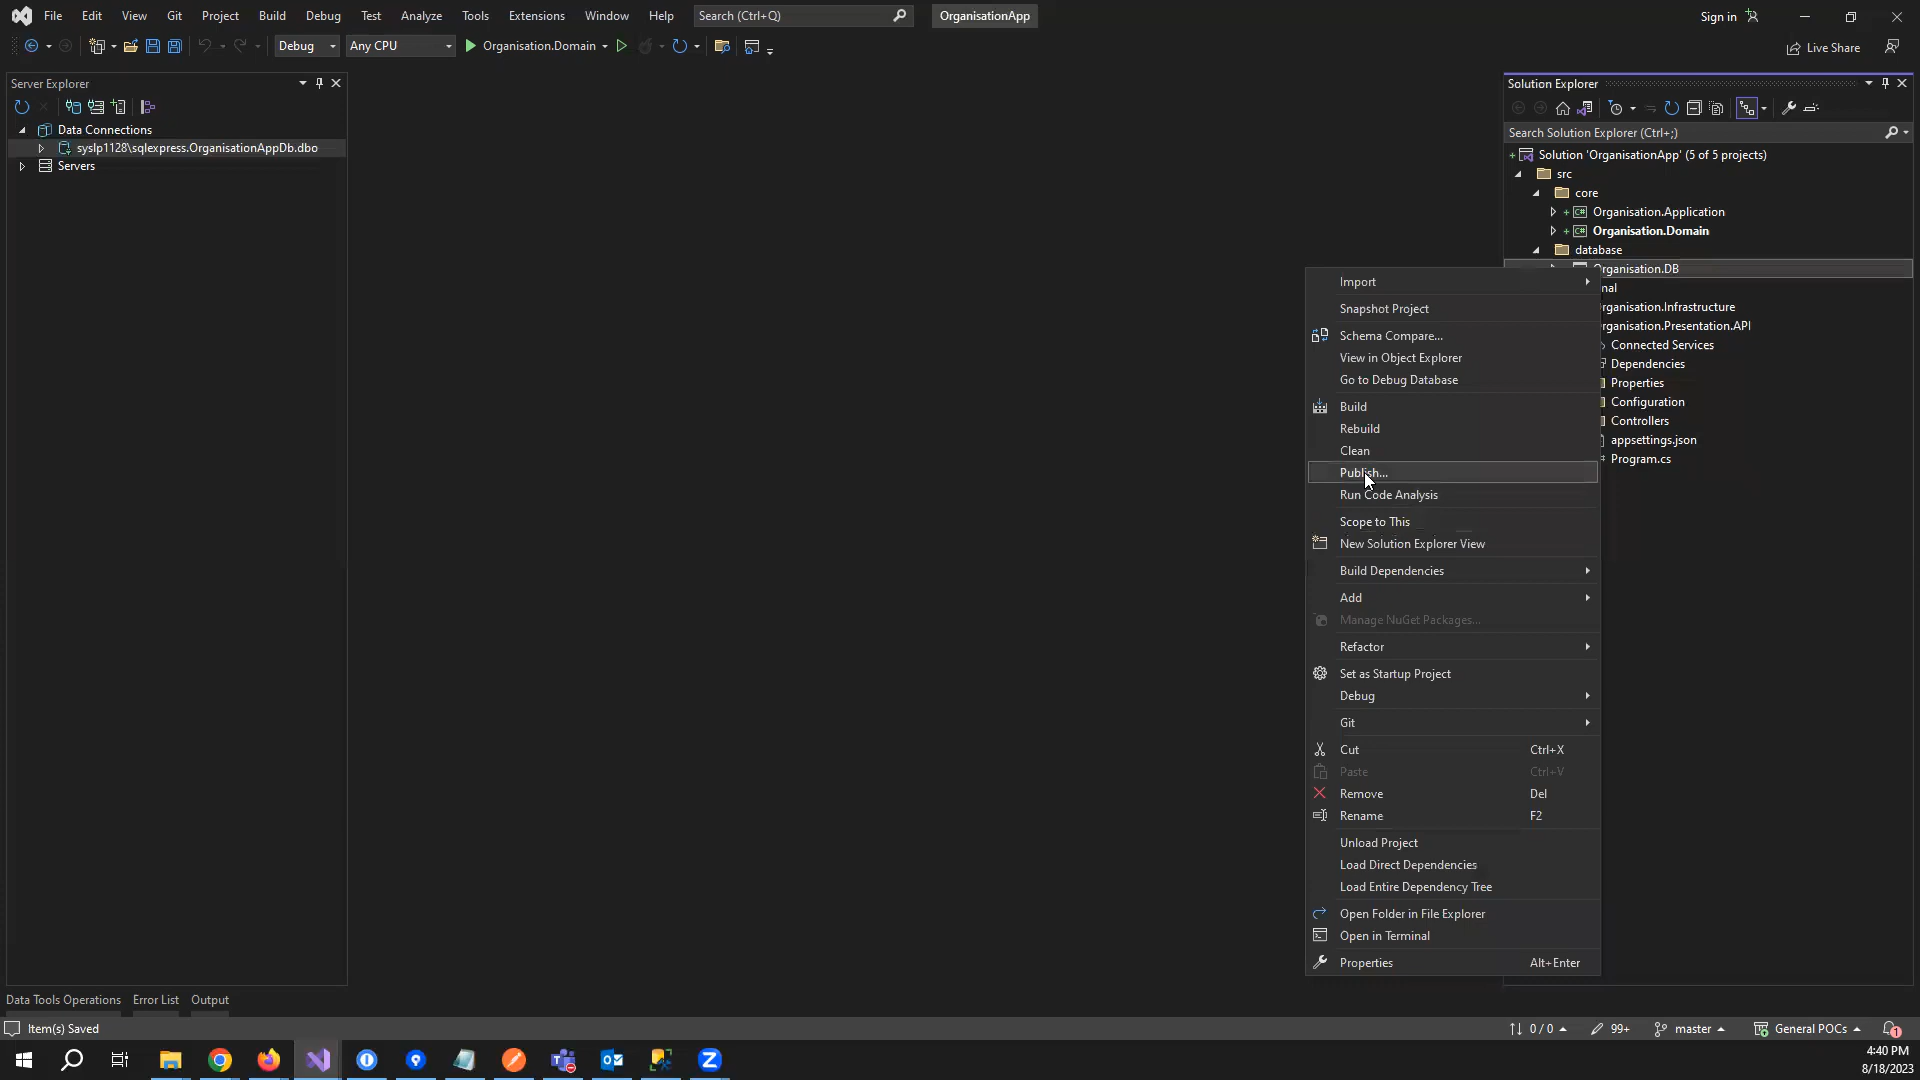 File Edit View Git Project Build Debug Test Analyze Tools Extensions Window Help Search (Ctrl+Q) OrganisationApp Sign in
Debug Any CPU Organisation.Domain Live Share
Server Explorer
Data Connections
syslp1128\sqlexpress.OrganisationAppDb.dbo
Servers
Solution Explorer
Search Solution Explorer (Ctrl+;)
Solution 'OrganisationApp' (5 of 5 projects)
src
core
Organisation.Application
Organisation.Domain
database
Organisation.DB
nal
rganisation.Infrastructure
rganisation.Presentation.API
Connected Services
Dependencies
Properties
Configuration
Controllers
appsettings.json
Program.cs
Import
Snapshot Project
Schema Compare...
View in Object Explorer
Go to Debug Database
Build
Rebuild
Clean
Publish...
Run Code Analysis
Scope to This
New Solution Explorer View
Build Dependencies
Add
Manage NuGet Packages...
Refactor
Set as Startup Project
Debug
Git
Cut Ctrl+X
Paste Ctrl+V
Remove Del
Rename F2
Unload Project
Load Direct Dependencies
Load Entire Dependency Tree
Open Folder in File Explorer
Open in Terminal
Properties Alt+Enter
Data Tools Operations Error List Output
Item(s) Saved 0 / 0 99+ master General POCs 1
4:40 PM
8/18/2023